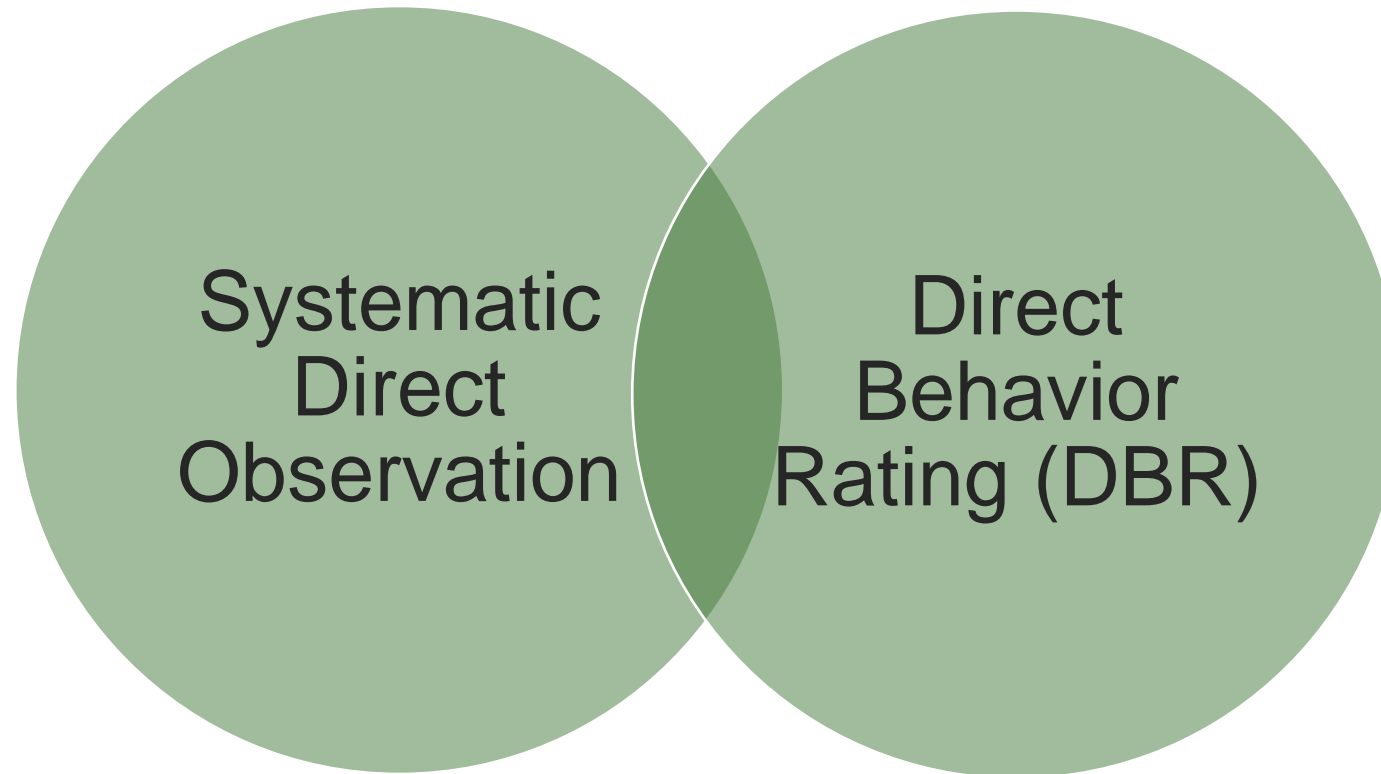 Systematic
Direct
Observation
Direct
Behavior
Rating (DBR)